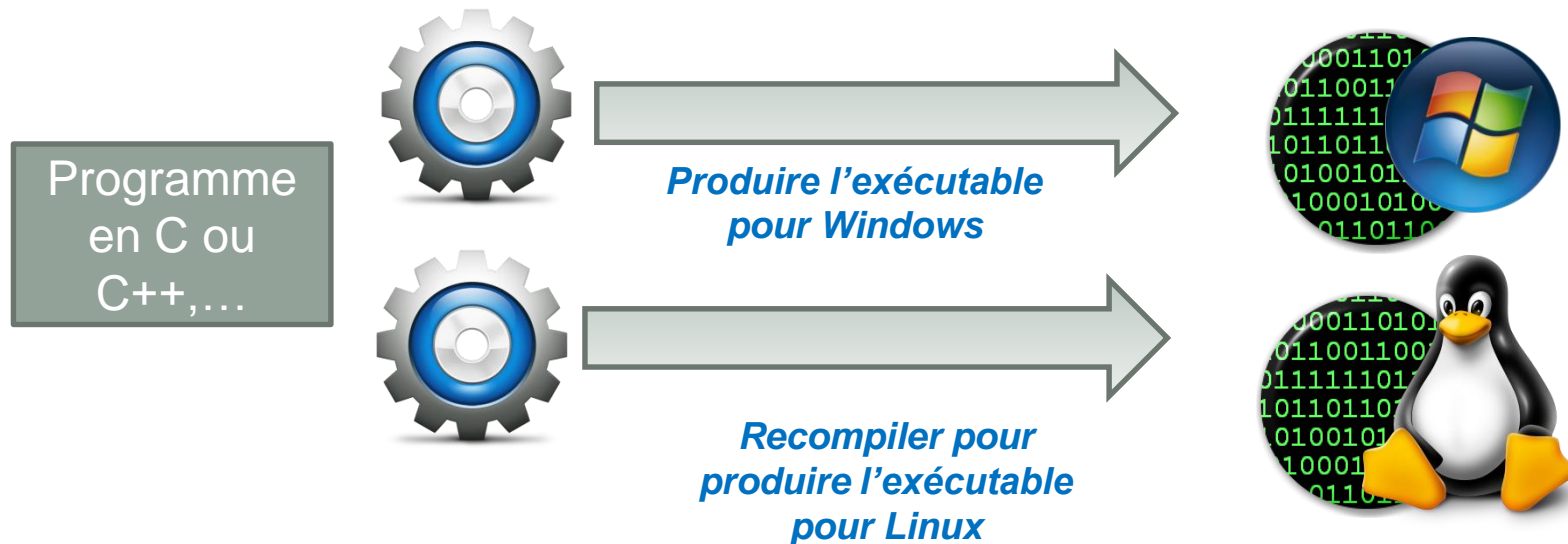 Programme
en C ou
C++,…
Produire l’exécutable
pour Windows
Recompiler pour
produire l’exécutable
pour Linux